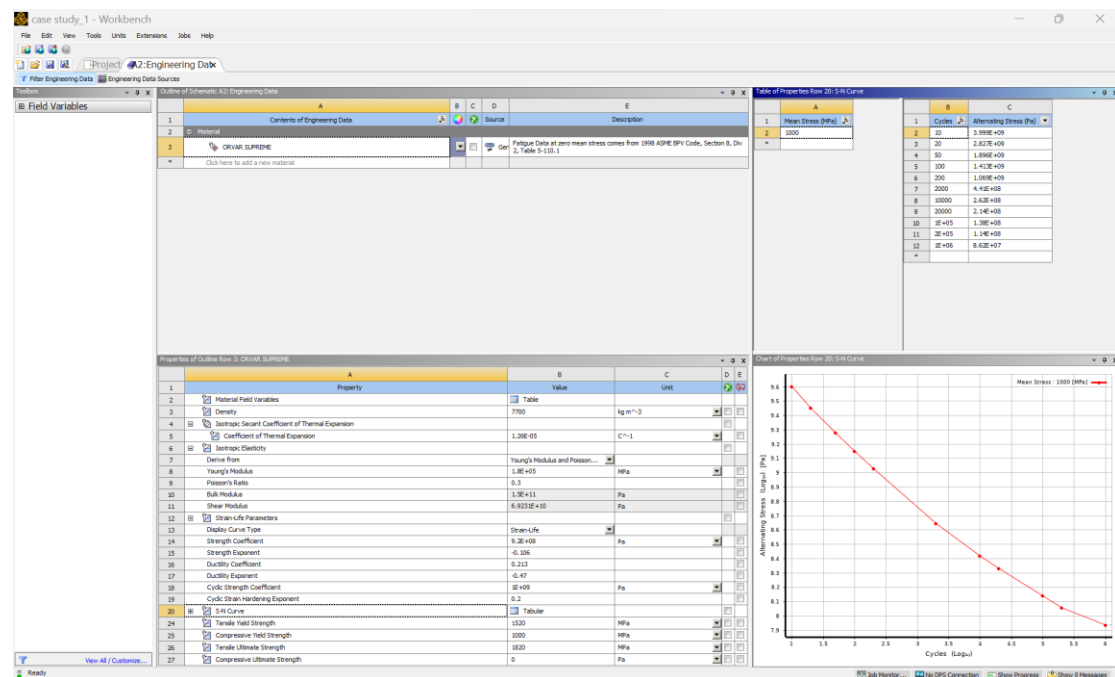 case study_1 - Workbench
File Edit View Tools Units Extensions Jobs Help
Project A2:Engineering Data
Filter Engineering Data Engineering Data Sources
Toolbox
Field Variables
View All / Customize...
Outline of Schematic A2: Engineering Data
A B C D E
1 Contents of Engineering Data Source Description
2 Material
3 ORVAR SUPREME Ger Fatigue Data at zero mean stress comes from 1998 ASME BPV Code, Section 8, Div 2, Table 5-110.1
* Click here to add a new material
Table of Properties Row 20: S-N Curve
A
1 Mean Stress (MPa)
2 1000
*
B C
1 Cycles Alternating Stress (Pa)
2 10 3.999E+09
3 20 2.827E+09
4 50 1.896E+09
5 100 1.413E+09
6 200 1.069E+09
7 2000 4.41E+08
8 10000 2.62E+08
9 20000 2.14E+08
10 1E+05 1.38E+08
11 2E+05 1.14E+08
12 1E+06 8.62E+07
*
Properties of Outline Row 3: ORVAR SUPREME
A B C D E
1 Property Value Unit
2 Material Field Variables Table
3 Density 7700 kg m^-3
4 Isotropic Secant Coefficient of Thermal Expansion
5 Coefficient of Thermal Expansion 1.26E-05 C^-1
6 Isotropic Elasticity
7 Derive from Young's Modulus and Poisson...
8 Young's Modulus 1.8E+05 MPa
9 Poisson's Ratio 0.3
10 Bulk Modulus 1.5E+11 Pa
11 Shear Modulus 6.9231E+10 Pa
12 Strain-Life Parameters
13 Display Curve Type Strain-Life
14 Strength Coefficient 9.2E+08 Pa
15 Strength Exponent -0.106
16 Ductility Coefficient 0.213
17 Ductility Exponent -0.47
18 Cyclic Strength Coefficient 1E+09 Pa
19 Cyclic Strain Hardening Exponent 0.2
20 S-N Curve Tabular
24 Tensile Yield Strength 1520 MPa
25 Compressive Yield Strength 1000 MPa
26 Tensile Ultimate Strength 1820 MPa
27 Compressive Ultimate Strength 0 Pa
Chart of Properties Row 20: S-N Curve
Mean Stress : 1000 [MPa]
Alternating Stress (Log₁₀) [Pa]
9.6
9.5
9.4
9.3
9.2
9.1
9
8.9
8.8
8.7
8.6
8.5
8.4
8.3
8.2
8.1
8
7.9
1 1.5 2 2.5 3 3.5 4 4.5 5 5.5 6
Cycles (Log₁₀)
Ready
Job Monitor... No DPS Connection Show Progress Show 0 Messages